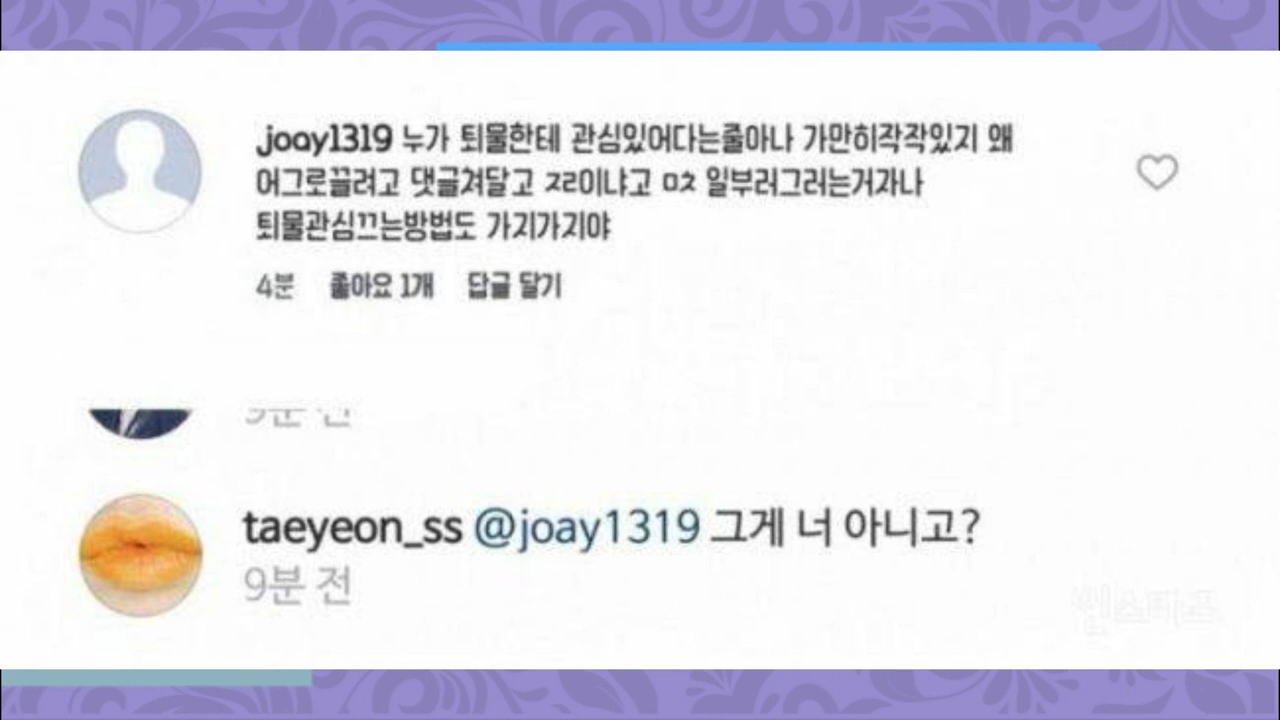 joay1319 누가 퇴물한테 관심있어다는줄아나 가만히작작있지 왜
어그로끌려고 댓글쳐달고 ㅈㄹ이냐고 ㅁㅊ 일부러그러는거자나
퇴물관심끄는방법도 가지가지야
4분 좋아요 1개 답글 달기
taeyeon_ss @joay1319 그게 너 아니고?
9분 전